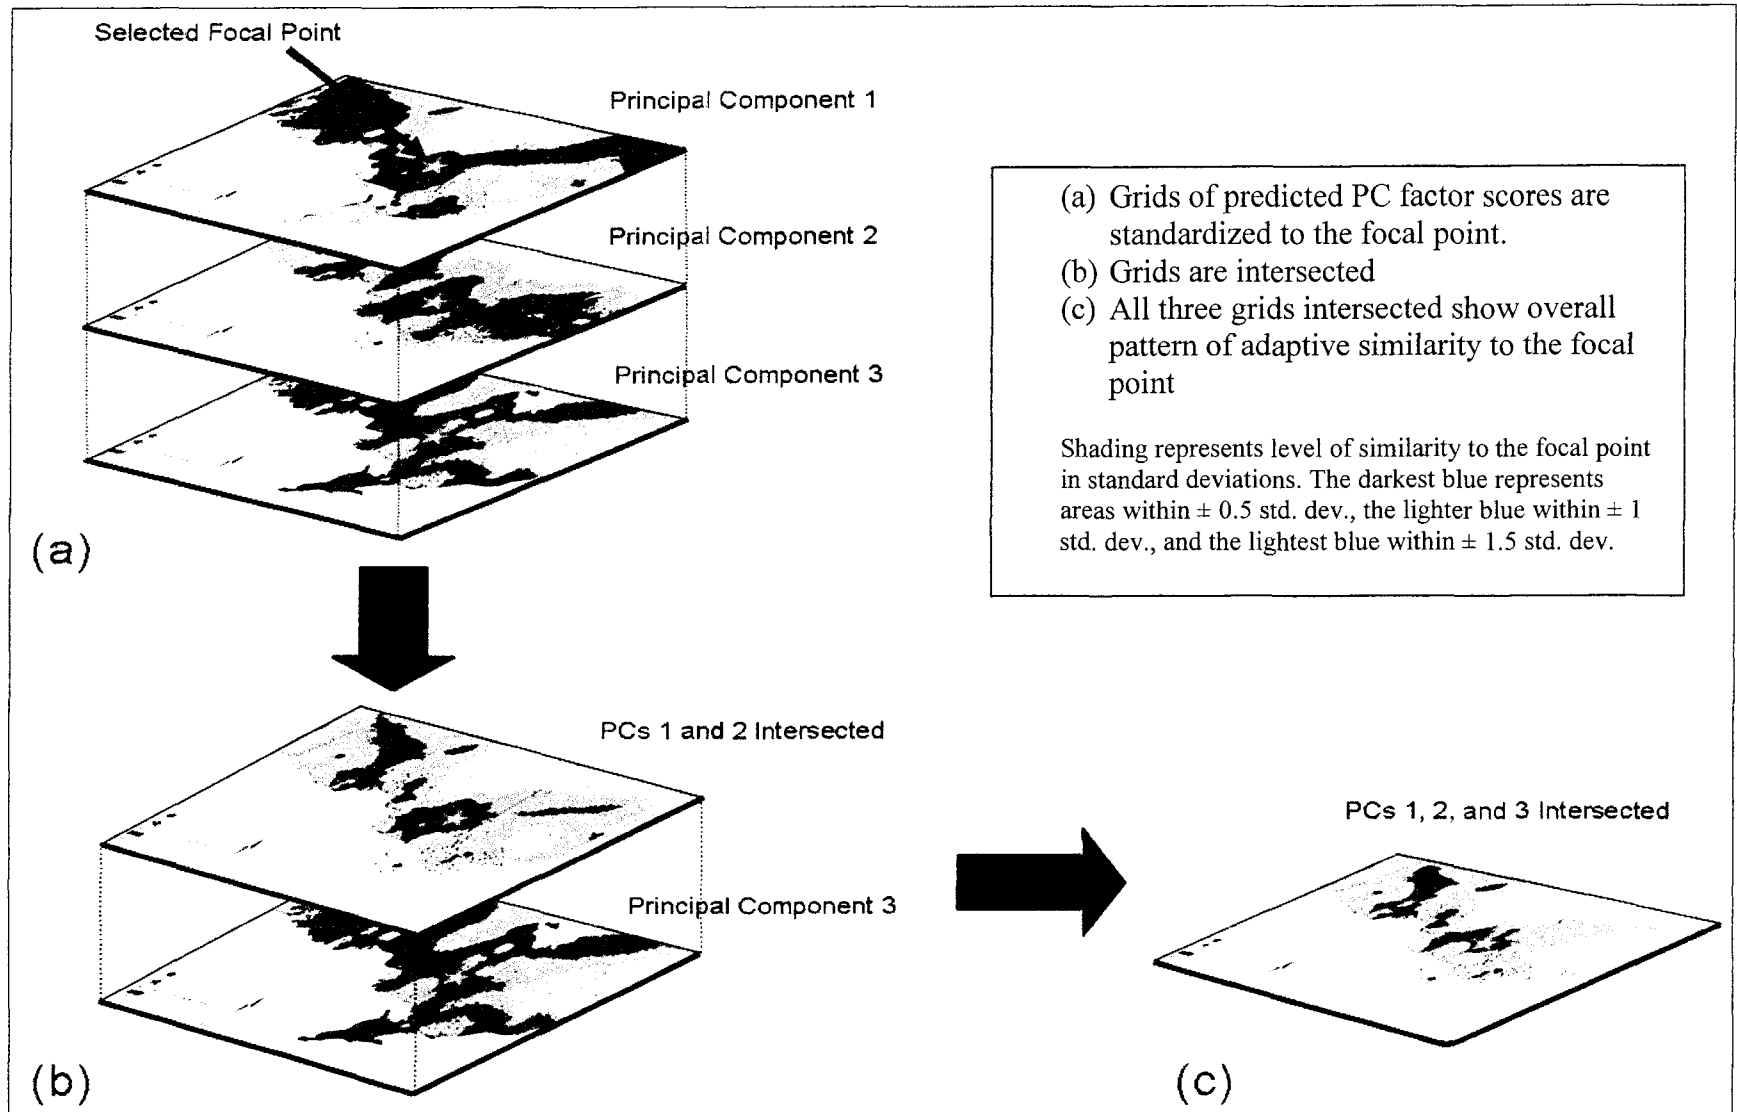 Selected Focal Point
Principal Component 1
Principal Component 2
Principal Component 3
(a)
(a) Grids of predicted PC factor scores are
standardized to the focal point.
(b) Grids are intersected
(c) All three grids intersected show overall
pattern of adaptive similarity to the focal
point
Shading represents level of similarity to the focal point
in standard deviations. The darkest blue represents
areas within ± 0.5 std. dev., the lighter blue within ± 1
std. dev., and the lightest blue within ± 1.5 std. dev.
PCs 1 and 2 Intersected
Principal Component 3
(b)
PCs 1, 2, and 3 Intersected
(c)